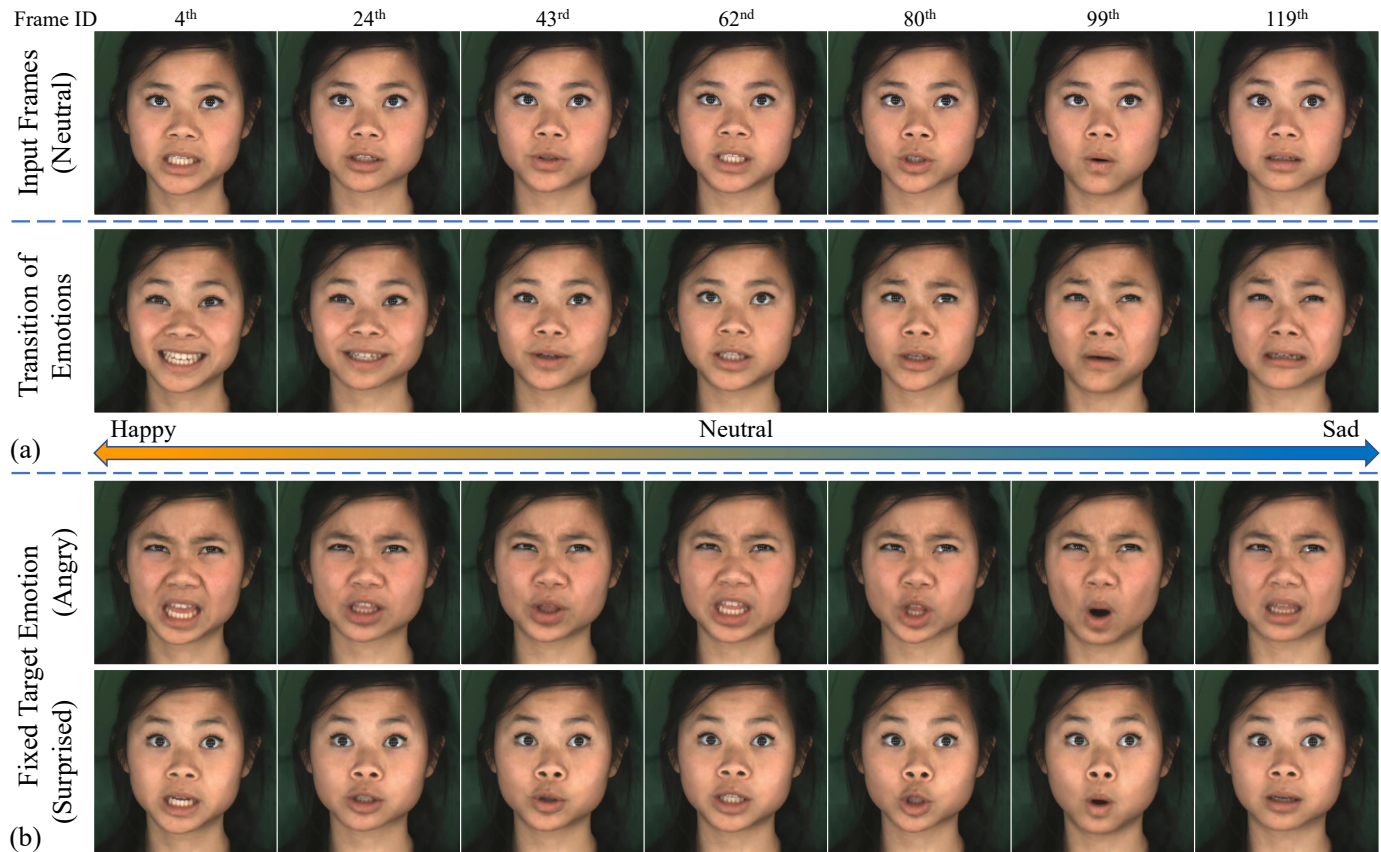 Frame ID 4th 24th 43rd 62nd 80th 99th 119th
Input Frames
(Neutral)
Transition of
Emotions
(a)
Happy Neutral Sad
Fixed Target Emotion
(Angry)
(Surprised)
(b)